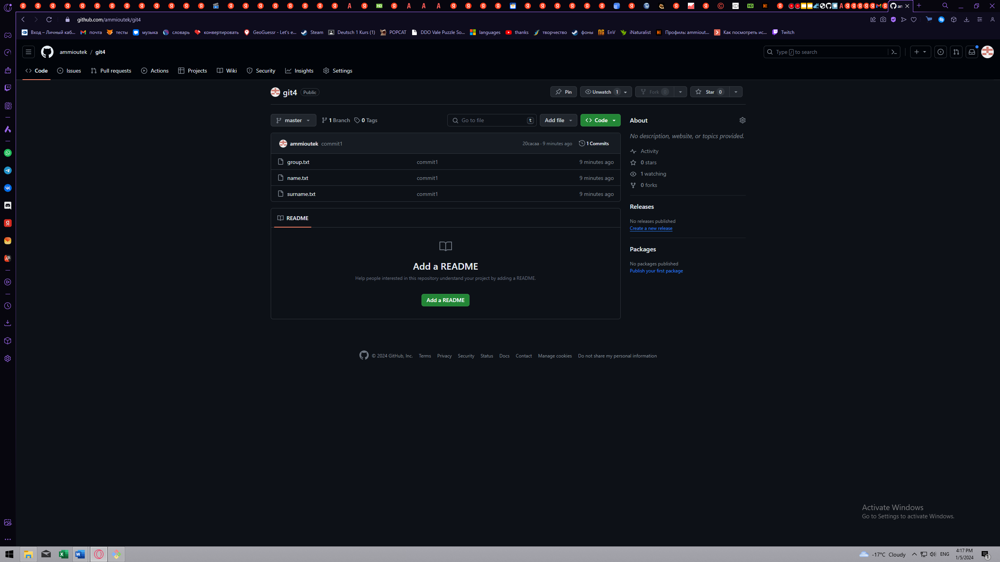 an
github.com/ammioutek/git4
Вход – Личный каб... почта тесты музыка словарь конвертировать GeoGuessr - Let's e... Steam Deutsch 1 Kurs (1) POPCAT DDO Vale Puzzle So... languages thanks творчество фоны EnV iNaturalist Профиль: ammiout... Как посмотреть ис... Twitch
ammioutek / git4
Type / to search
Code Issues Pull requests Actions Projects Wiki Security Insights Settings
git4 Public
Pin Unwatch 1 Fork 0 Star 0
master 1 Branch 0 Tags Go to file t Add file Code
ammioutek commit1 20cacaa · 9 minutes ago 1 Commits
group.txt commit1 9 minutes ago
name.txt commit1 9 minutes ago
surname.txt commit1 9 minutes ago
README
Add a README
Help people interested in this repository understand your project by adding a README.
Add a README
About
No description, website, or topics provided.
Activity
0 stars
1 watching
0 forks
Releases
No releases published
Create a new release
Packages
No packages published
Publish your first package
© 2024 GitHub, Inc. Terms Privacy Security Status Docs Contact Manage cookies Do not share my personal information
Activate Windows
Go to Settings to activate Windows.
-17°C Cloudy ENG
4:17 PM
1/5/2024
1